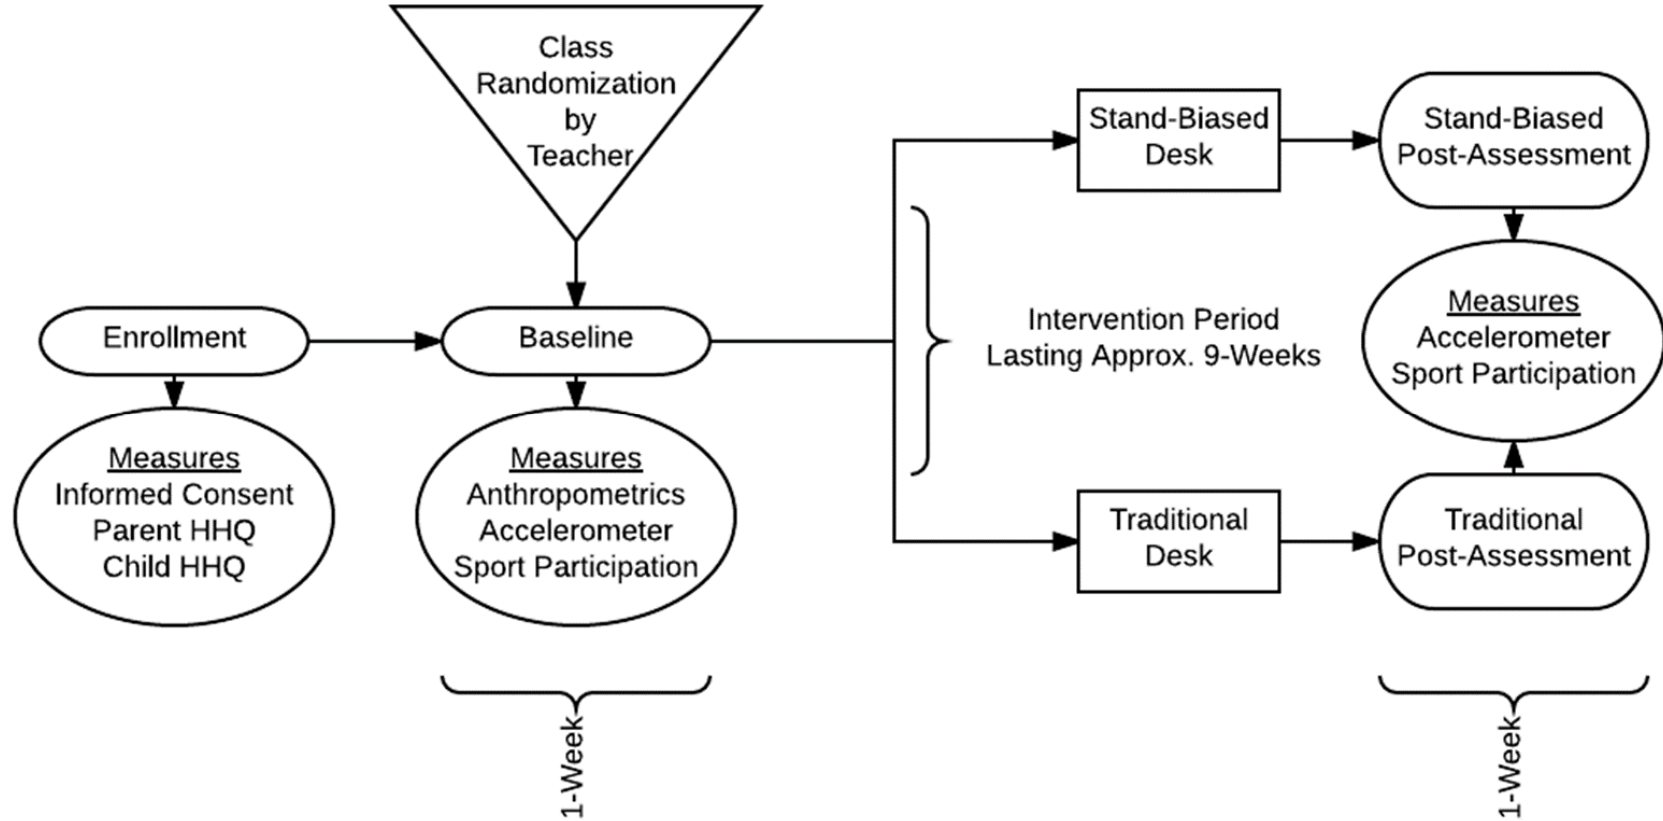 Class
Randomization
by
Teacher
Enrollment
Measures
Informed Consent
Parent HHQ
Child HHQ
Baseline
Measures
Anthropometrics
Accelerometer
Sport Participation
1-Week
Stand-Biased
Desk
Intervention Period
Lasting Approx. 9-Weeks
Traditional
Desk
Stand-Biased
Post-Assessment
Measures
Accelerometer
Sport Participation
Traditional
Post-Assessment
1-Week